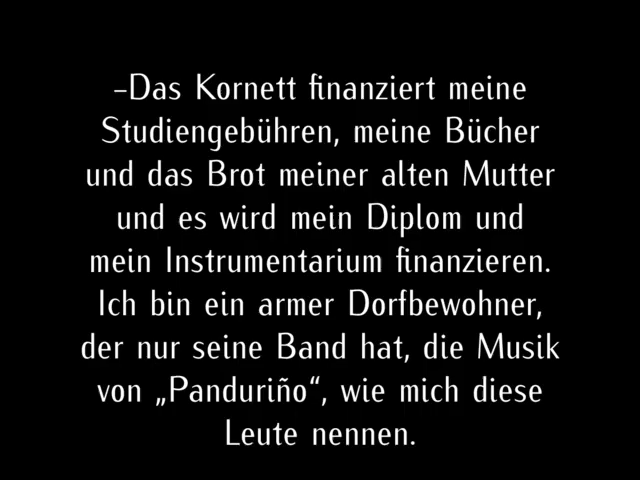 –Das Kornett finanziert meine
Studiengebühren, meine Bücher
und das Brot meiner alten Mutter
und es wird mein Diplom und
mein Instrumentarium finanzieren.
Ich bin ein armer Dorfbewohner,
der nur seine Band hat, die Musik
von „Panduriño“, wie mich diese
Leute nennen.